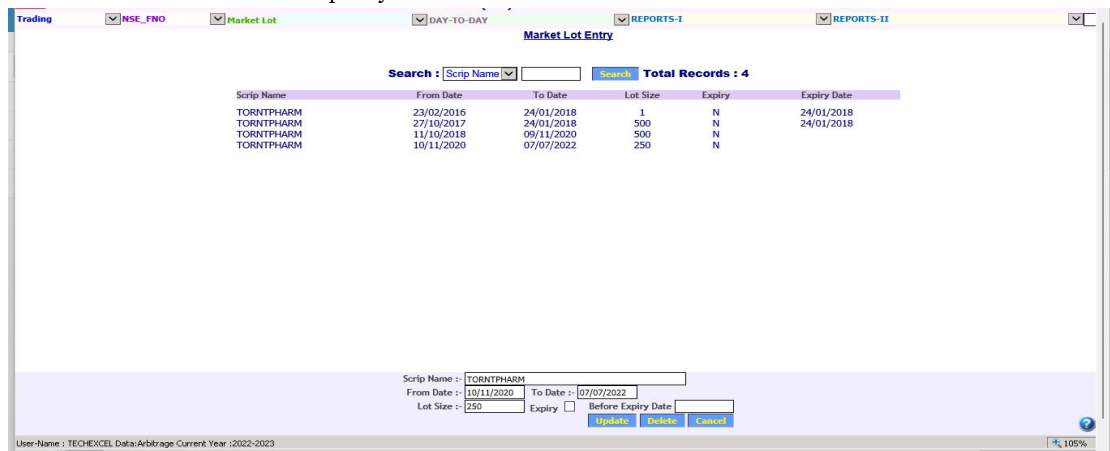 Trading NSE_FNO Market Lot DAY-TO-DAY REPORTS-I REPORTS-II
Market Lot Entry
Search : Scrip Name Search Total Records : 4
Scrip Name From Date To Date Lot Size Expiry Expiry Date
TORNTPHARM 23/02/2016 24/01/2018 1 N 24/01/2018
TORNTPHARM 27/10/2017 24/01/2018 500 N 24/01/2018
TORNTPHARM 11/10/2018 09/11/2020 500 N
TORNTPHARM 10/11/2020 07/07/2022 250 N
Scrip Name :- TORNTPHARM
From Date :- 10/11/2020 To Date :- 07/07/2022
Lot Size :- 250 Expiry Before Expiry Date
Update Delete Cancel
User-Name : TECHEXCEL Data:Arbitrage Current Year :2022-2023 105%